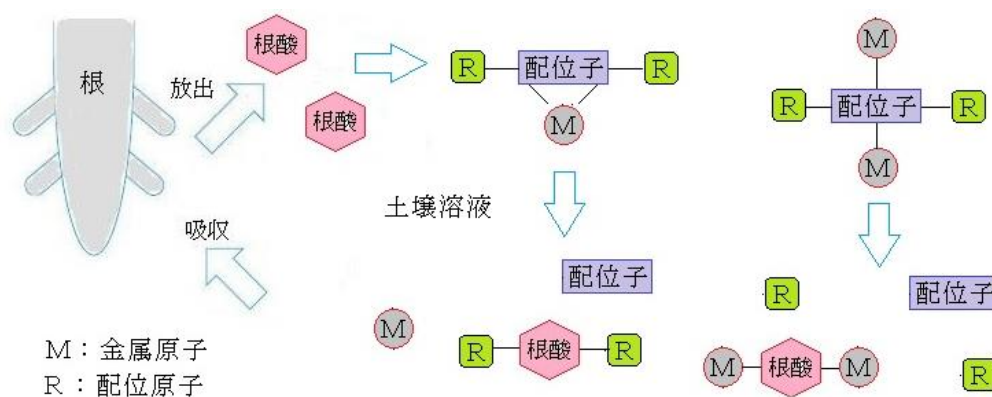 根
放出
根酸
根酸
R 配位子 R
M
M
R 配位子 R
M
土壌溶液
吸収
配位子
M
R 根酸 R
R
配位子
M 根酸 M
R
M:金属原子
R:配位原子